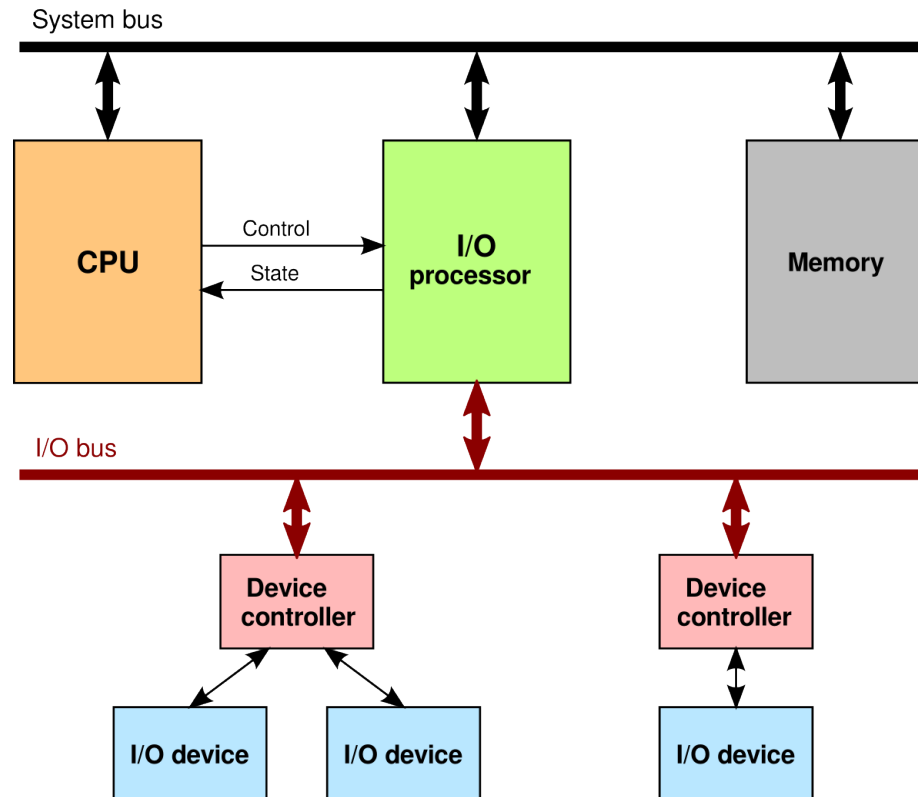 System bus
CPU
Control
State
I/O
processor
Memory
I/O bus
Device
controller
Device
controller
I/O device
I/O device
I/O device